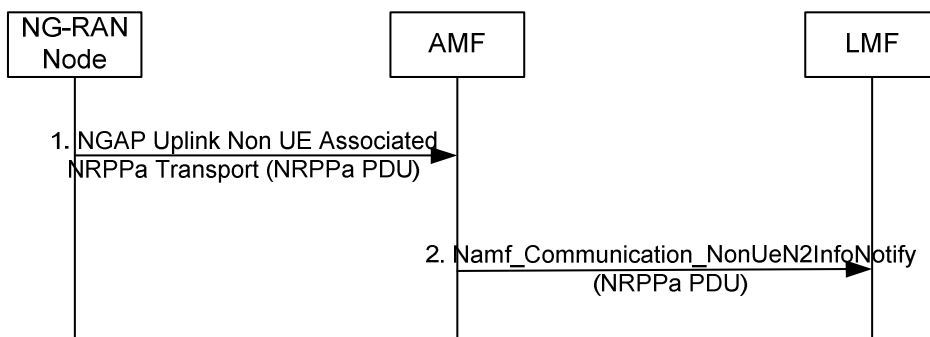 NG-RAN
Node
AMF
LMF
1. NGAP Uplink Non UE Associated
NRPPa Transport (NRPPa PDU)
2. Namf_Communication_NonUeN2InfoNotify
(NRPPa PDU)